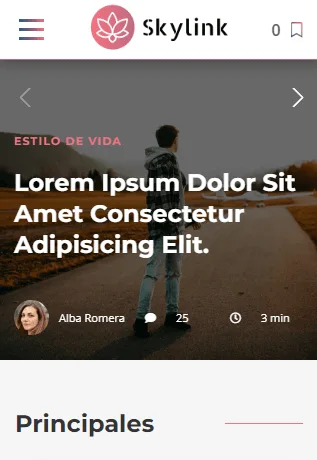 Skylink
0
ESTILO DE VIDA
Lorem Ipsum Dolor Sit
Amet Consectetur
Adipisicing Elit.
Alba Romera 25 3 min
Principales